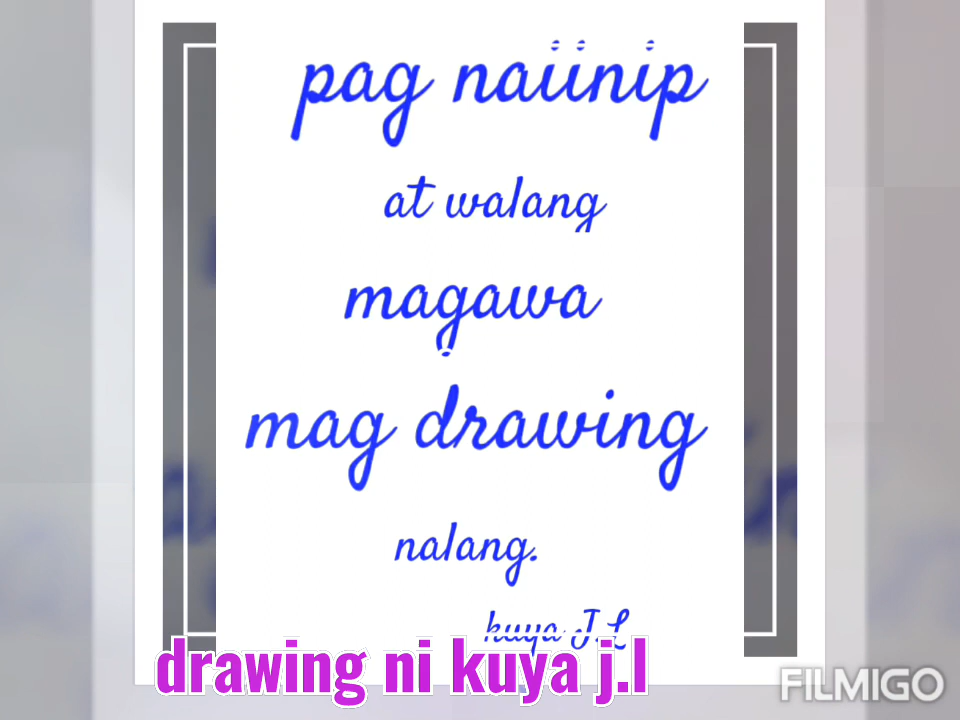 pag naiinip
at walang
magawa
mag drawing
nalang.
kuya J.L
drawing ni kuya j.l
FILMIGO